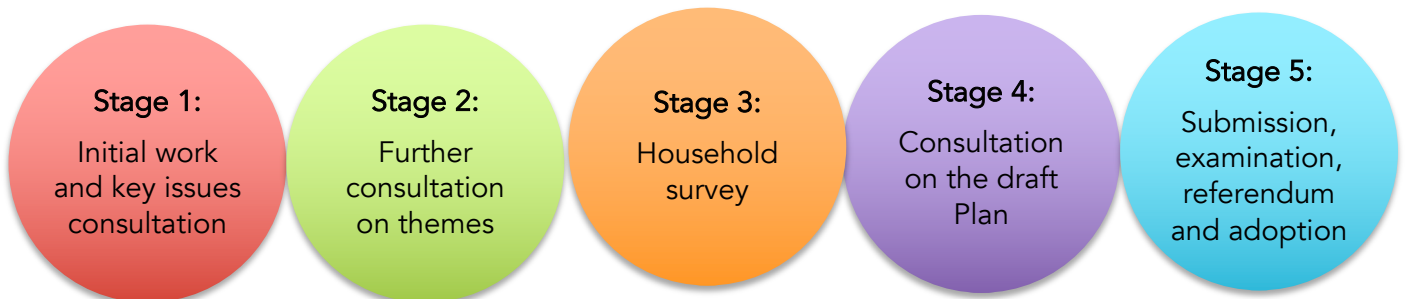 Stage 1:
Initial work
and key issues
consultation
Stage 2:
Further
consultation
on themes
Stage 3:
Household
survey
Stage 4:
Consultation
on the draft
Plan
Stage 5:
Submission,
examination,
referendum
and adoption